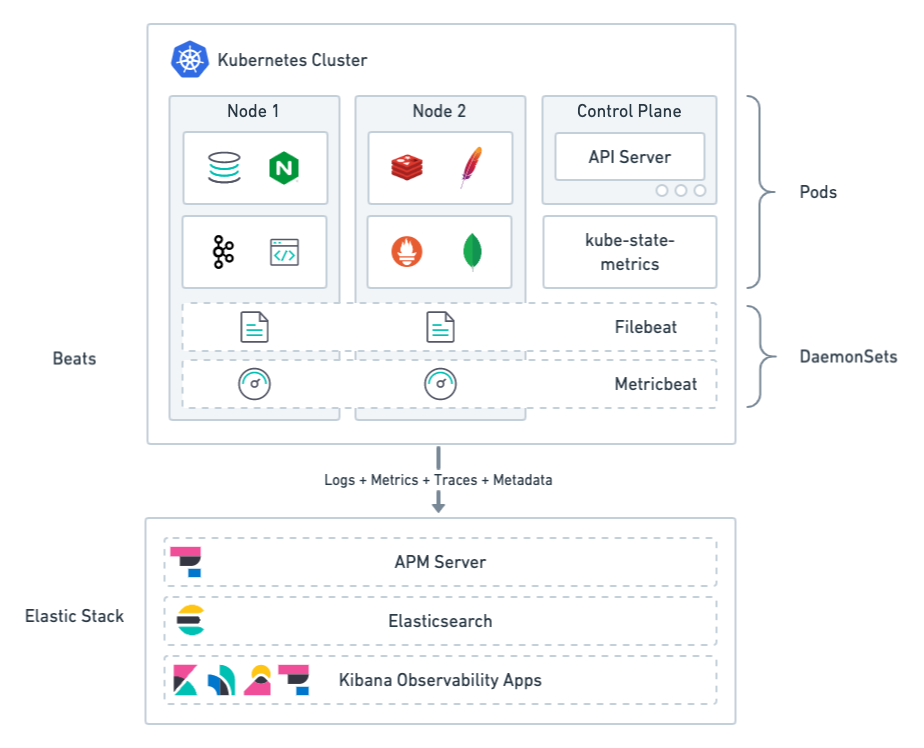 Kubernetes Cluster
Node 1
Node 2
Control Plane
API Server
kube-state-
metrics
Pods
Filebeat
Metricbeat
Beats
DaemonSets
Logs + Metrics + Traces + Metadata
APM Server
Elasticsearch
Kibana Observability Apps
Elastic Stack